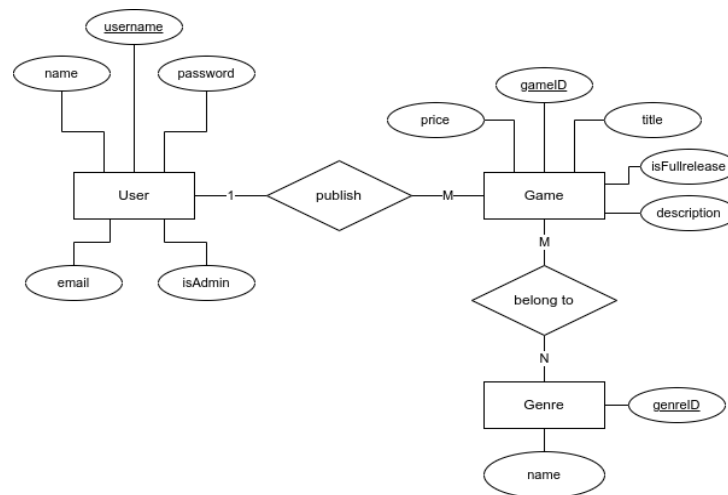 username
name
password
gameID
price
title
isFullrelease
User
1
publish
M
Game
description
M
email
isAdmin
belong to
N
Genre
genreID
name